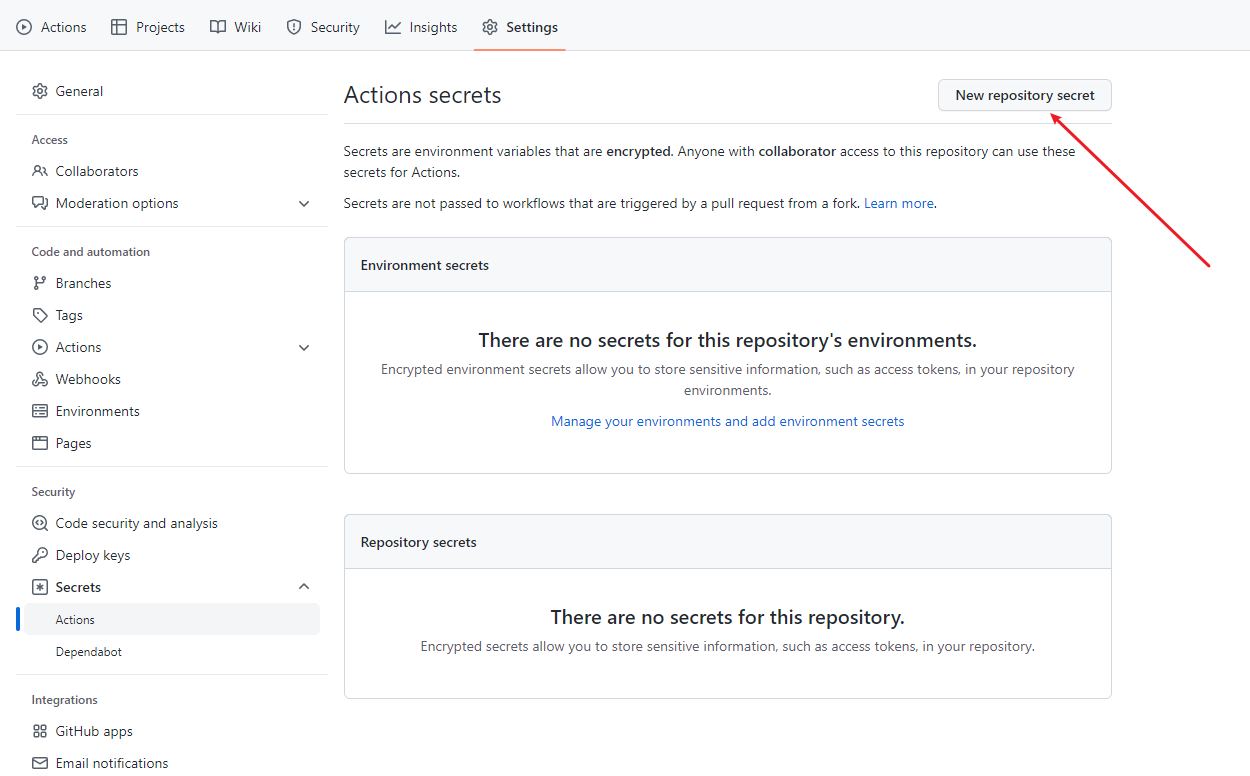 Actions
Projects
Wiki
Security
Insights
Settings
General
Access
Collaborators
Moderation options
Code and automation
Branches
Tags
Actions
Webhooks
Environments
Pages
Security
Code security and analysis
Deploy keys
Secrets
Actions
Dependabot
Integrations
GitHub apps
Email notifications
Actions secrets
New repository secret
Secrets are environment variables that are encrypted. Anyone with collaborator access to this repository can use these
secrets for Actions.
Secrets are not passed to workflows that are triggered by a pull request from a fork. Learn more.
Environment secrets
There are no secrets for this repository's environments.
Encrypted environment secrets allow you to store sensitive information, such as access tokens, in your repository
environments.
Manage your environments and add environment secrets
Repository secrets
There are no secrets for this repository.
Encrypted secrets allow you to store sensitive information, such as access tokens, in your repository.